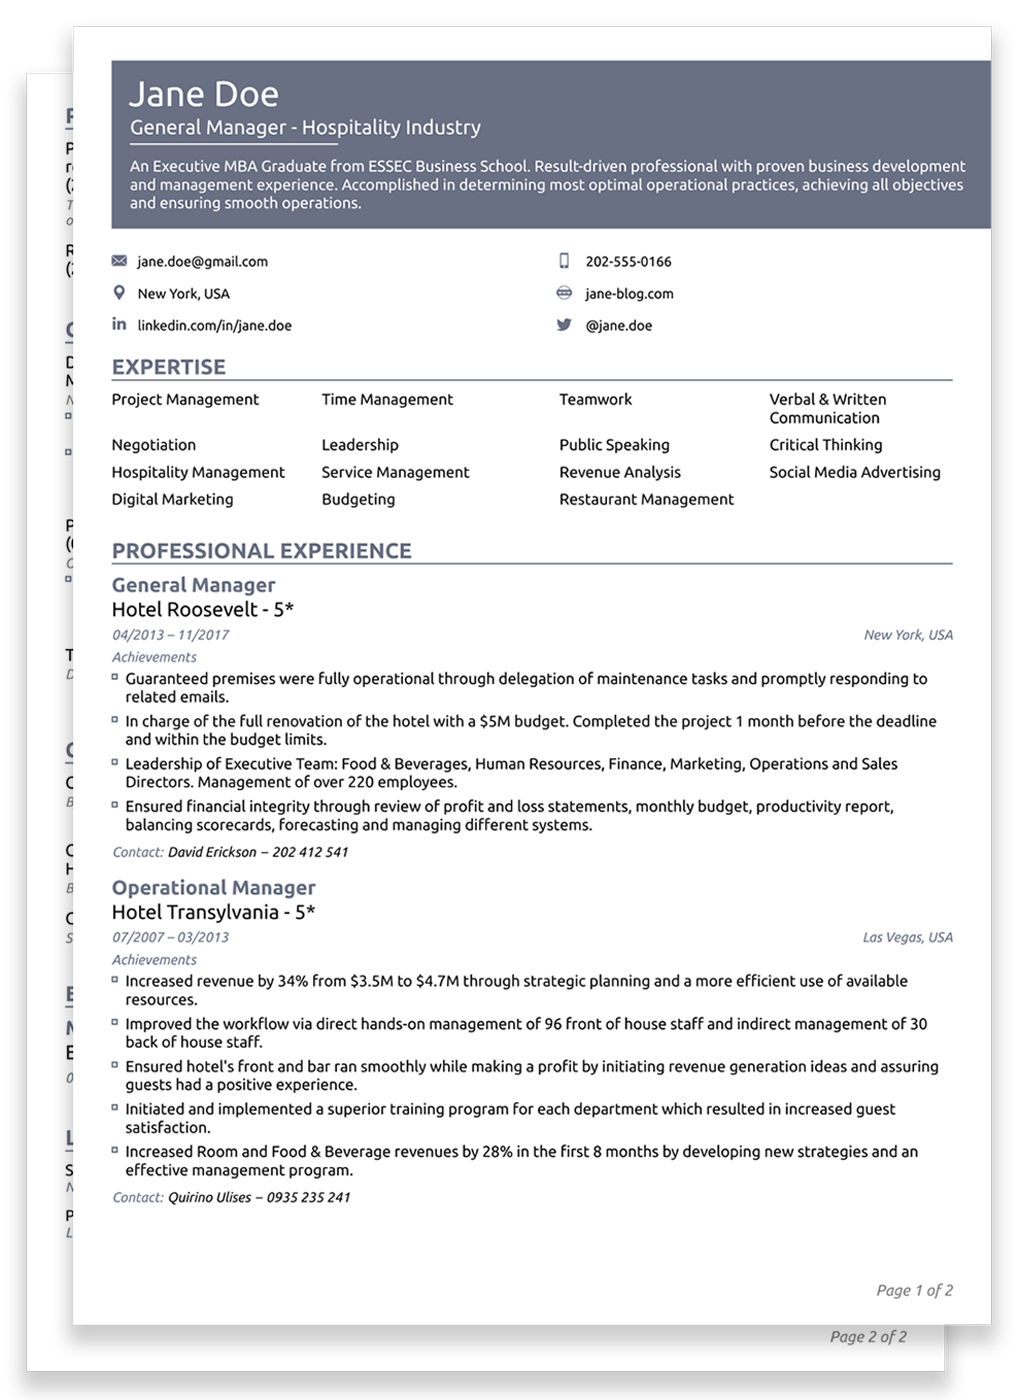 Jane Doe
General Manager - Hospitality Industry
An Executive MBA Graduate from ESSEC Business School. Result-driven professional with proven business development
and management experience. Accomplished in determining most optimal operational practices, achieving all objectives
and ensuring smooth operations.
jane.doe@gmail.com
202-555-0166
New York, USA
jane-blog.com
linkedin.com/in/jane.doe
@jane.doe
EXPERTISE
Project Management Time Management Teamwork Verbal & Written
Communication
Negotiation Leadership Public Speaking Critical Thinking
Hospitality Management Service Management Revenue Analysis Social Media Advertising
Digital Marketing Budgeting Restaurant Management
PROFESSIONAL EXPERIENCE
General Manager
Hotel Roosevelt - 5*
04/2013 – 11/2017 New York, USA
Achievements
Guaranteed premises were fully operational through delegation of maintenance tasks and promptly responding to
related emails.
In charge of the full renovation of the hotel with a $5M budget. Completed the project 1 month before the deadline
and within the budget limits.
Leadership of Executive Team: Food & Beverages, Human Resources, Finance, Marketing, Operations and Sales
Directors. Management of over 220 employees.
Ensured financial integrity through review of profit and loss statements, monthly budget, productivity report,
balancing scorecards, forecasting and managing different systems.
Contact: David Erickson – 202 412 541
Operational Manager
Hotel Transylvania - 5*
07/2007 – 03/2013 Las Vegas, USA
Achievements
Increased revenue by 34% from $3.5M to $4.7M through strategic planning and a more efficient use of available
resources.
Improved the workflow via direct hands-on management of 96 front of house staff and indirect management of 30
back of house staff.
Ensured hotel's front and bar ran smoothly while making a profit by initiating revenue generation ideas and assuring
guests had a positive experience.
Initiated and implemented a superior training program for each department which resulted in increased guest
satisfaction.
Increased Room and Food & Beverage revenues by 28% in the first 8 months by developing new strategies and an
effective management program.
Contact: Quirino Ulises – 0935 235 241
Page 1 of 2
Page 2 of 2